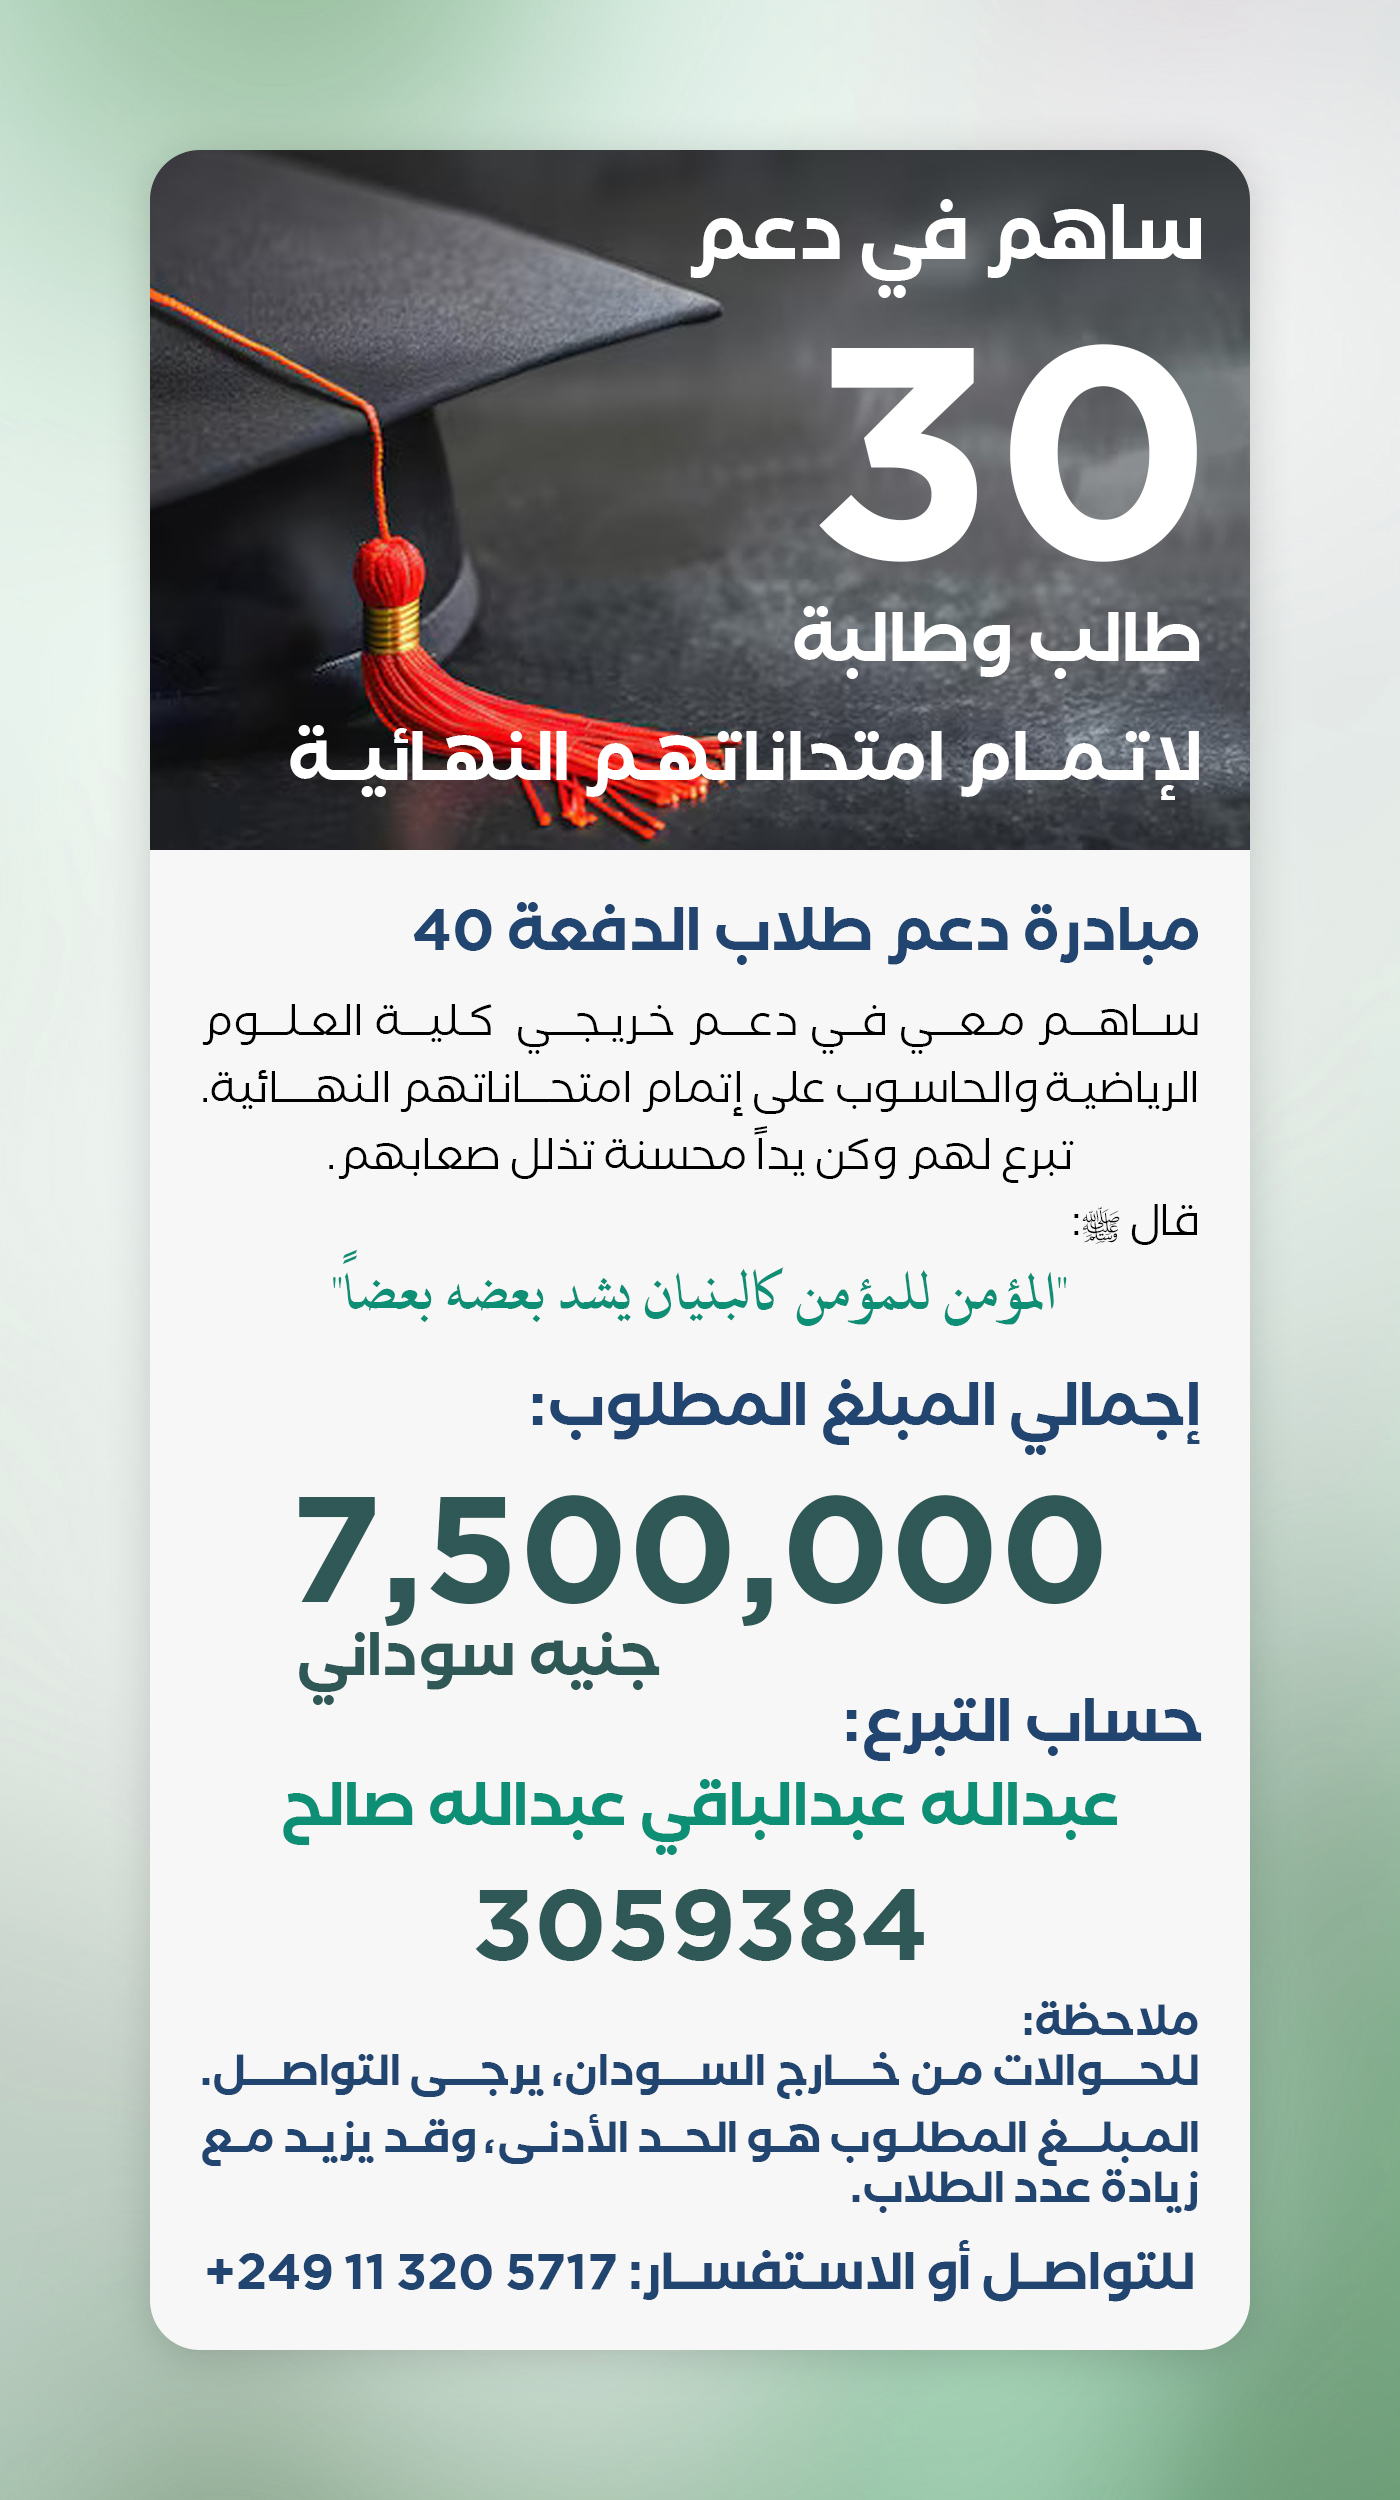 ساهم في دعم
30
طالب وطالبة
لإتمام امتحاناتهم النهائية
مبادرة دعم طلاب الدفعة 40
ساهم معي في دعم خريجي كلية العلوم
الرياضية والحاسوب على إتمام امتحاناتهم النهائية.
تبرع لهم وكن يداً محسنة تذلل صعابهم.
قال ﷺ:
"المؤمن للمؤمن كالبنيان يشد بعضه بعضاً"
إجمالي المبلغ المطلوب:
7,500,000
جنيه سوداني
حساب التبرع:
عبدالله عبدالباقي عبدالله صالح
3059384
ملاحظة:
للحوالات من خارج السودان، يرجى التواصل.
المبلغ المطلوب هو الحد الأدنى، وقد يزيد مع
زيادة عدد الطلاب.
للتواصل أو الاستفسار: 5717 320 11 249+